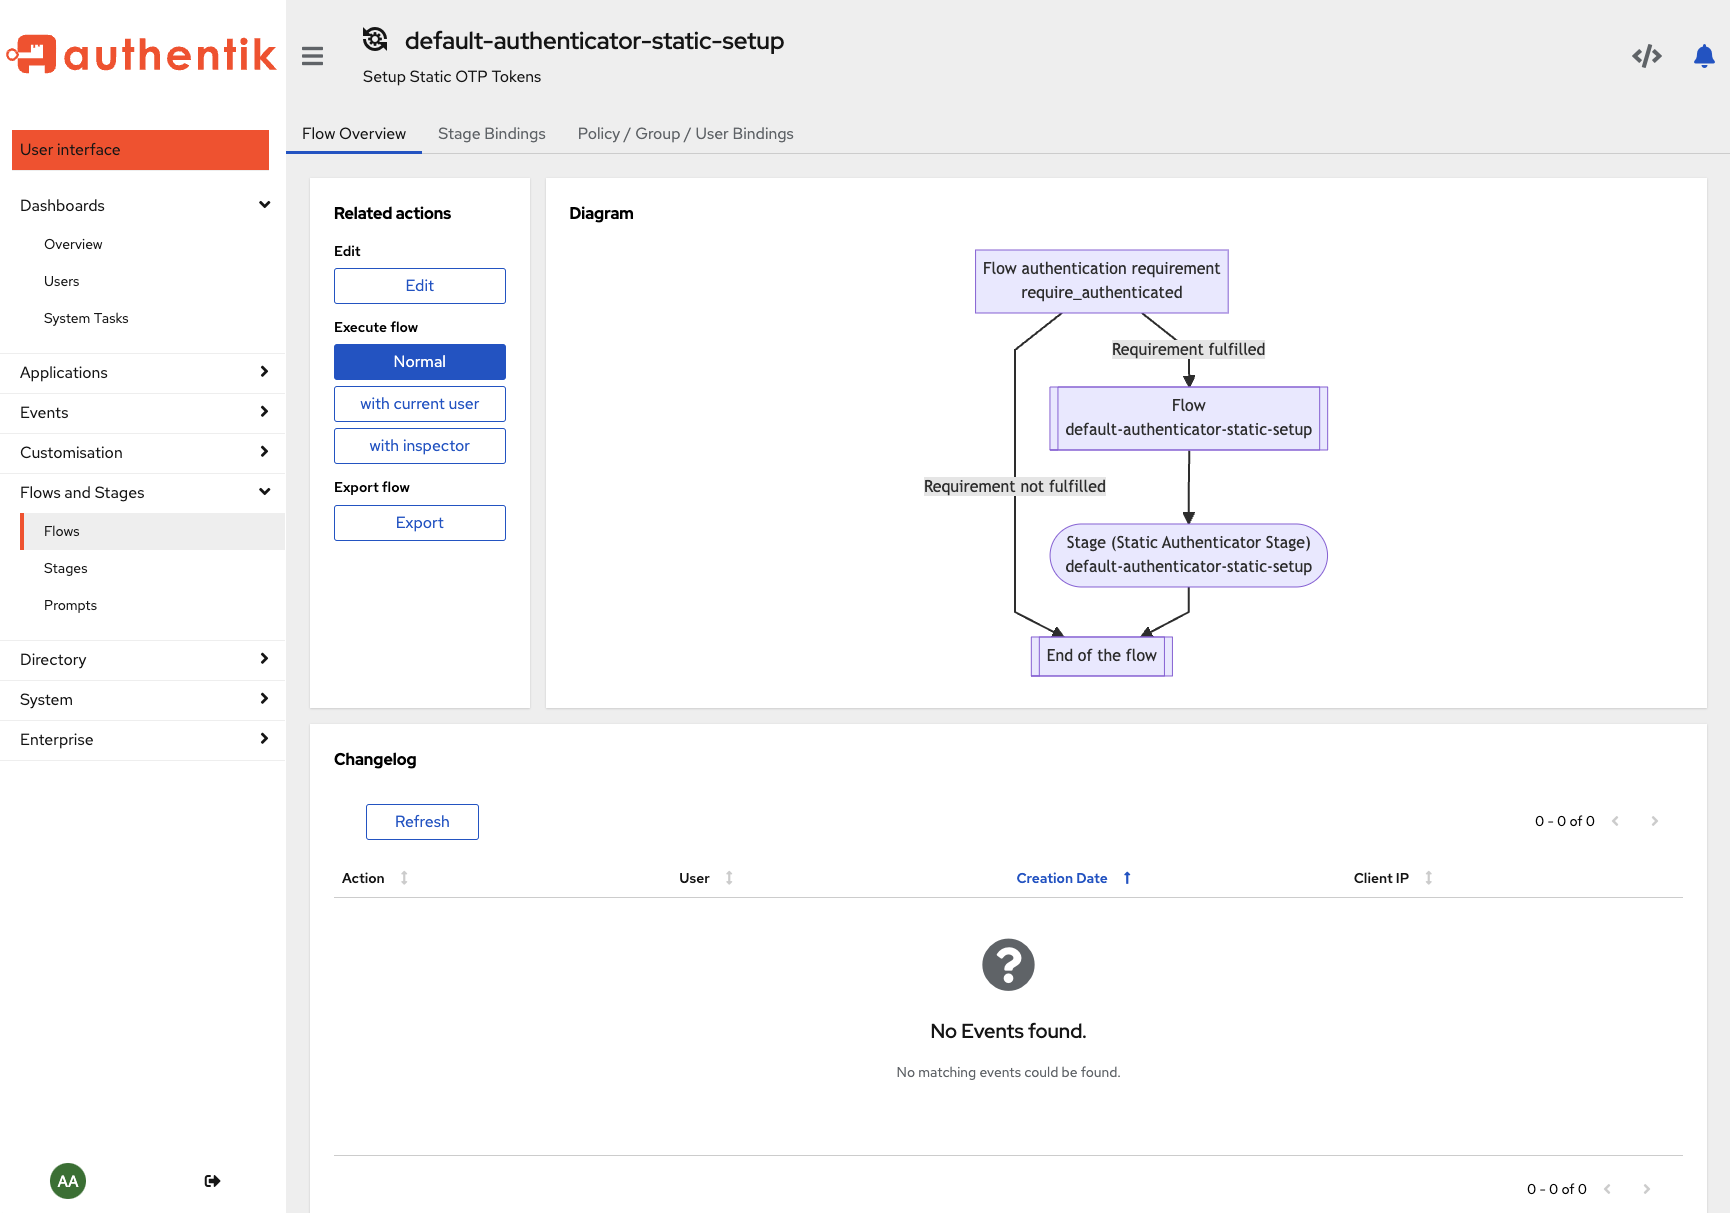 authentik
default-authenticator-static-setup
Setup Static OTP Tokens
User interface
Dashboards
Overview
Users
System Tasks
Applications
Events
Customisation
Flows and Stages
Flows
Stages
Prompts
Directory
System
Enterprise
AA
Flow Overview
Stage Bindings
Policy / Group / User Bindings
Related actions
Edit
Edit
Execute flow
Normal
with current user
with inspector
Export flow
Export
Diagram
Flow authentication requirement
require_authenticated
Requirement fulfilled
Flow
default-authenticator-static-setup
Requirement not fulfilled
Stage (Static Authenticator Stage)
default-authenticator-static-setup
End of the flow
Changelog
Refresh
0 - 0 of 0
Action
User
Creation Date
Client IP
No Events found.
No matching events could be found.
0 - 0 of 0